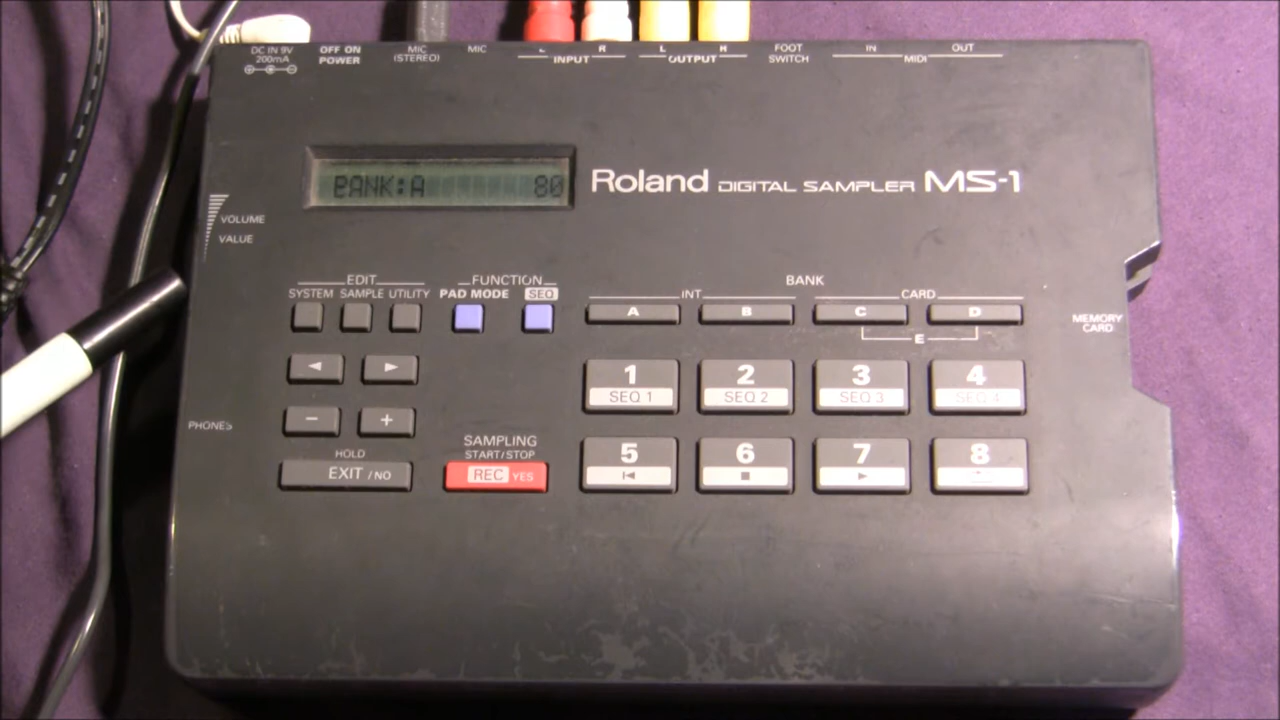 DC IN 9V
200mA
OFF ON
POWER
MIC
(STEREO)
MIC
L R
INPUT
L R
OUTPUT
FOOT
SWITCH
IN OUT
MIDI
BANK:A 80
Roland DIGITAL SAMPLER MS-1
VOLUME
VALUE
EDIT
SYSTEM SAMPLE UTILITY
FUNCTION
PAD MODE SEQ
BANK
INT CARD
A B C D
E
MEMORY
CARD
1 2 3 4
SEQ 1 SEQ 2 SEQ 3 SEQ 4
PHONES
− +
HOLD
EXIT / NO
SAMPLING
START/STOP
REC YES
5 6 7 8